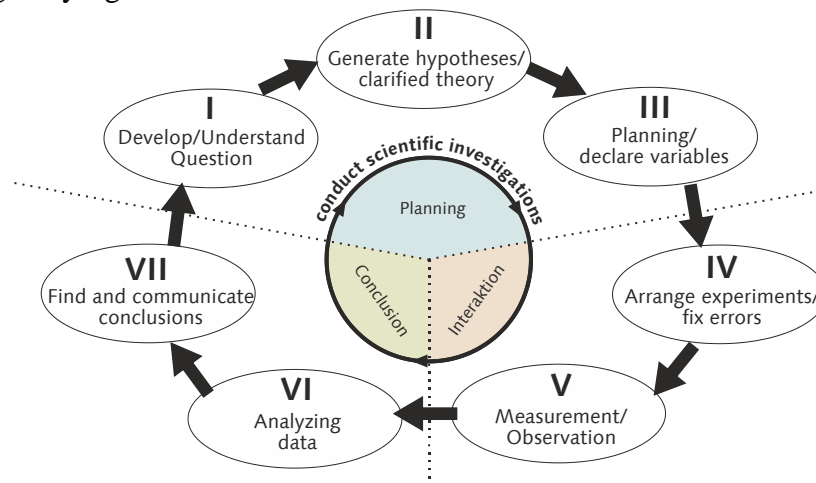 II
Generate hypotheses/
clarified theory
I
Develop/Understand
Question
III
Planning/
declare variables
conduct scientific investigations
Planning
Conclusion
Interaktion
VII
Find and communicate
conclusions
IV
Arrange experiments/
fix errors
VI
Analyzing
data
V
Measurement/
Observation